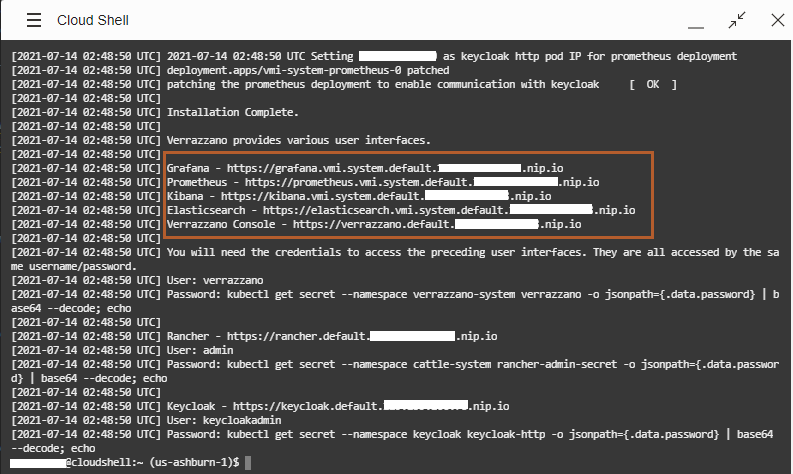 Cloud Shell
[2021-07-14 02:48:50 UTC] 2021-07-14 02:48:50 UTC Setting ) as keycloak http pod IP for prometheus deployment
[2021-07-14 02:48:50 UTC] deployment.apps/vmi-system-prometheus-0 patched
[2021-07-14 02:48:50 UTC] patching the prometheus deployment to enable communication with keycloak [ OK ]
[2021-07-14 02:48:50 UTC]
[2021-07-14 02:48:50 UTC] Installation Complete.
[2021-07-14 02:48:50 UTC]
[2021-07-14 02:48:50 UTC] Verrazzano provides various user interfaces.
[2021-07-14 02:48:50 UTC]
[2021-07-14 02:48:50 UTC] Grafana - https://grafana.vmi.system.default. .nip.io
[2021-07-14 02:48:50 UTC] Prometheus - https://prometheus.vmi.system.default. .nip.io
[2021-07-14 02:48:50 UTC] Kibana - https://kibana.vmi.system.default. .nip.io
[2021-07-14 02:48:50 UTC] Elasticsearch - https://elasticsearch.vmi.system.default. .nip.io
[2021-07-14 02:48:50 UTC] Verrazzano Console - https://verrazzano.default. .nip.io
[2021-07-14 02:48:50 UTC]
[2021-07-14 02:48:50 UTC] You will need the credentials to access the preceding user interfaces. They are all accessed by the sa
me username/password.
[2021-07-14 02:48:50 UTC] User: verrazzano
[2021-07-14 02:48:50 UTC] Password: kubectl get secret --namespace verrazzano-system verrazzano -o jsonpath={.data.password} | b
ase64 --decode; echo
[2021-07-14 02:48:50 UTC]
[2021-07-14 02:48:50 UTC] Rancher - https://rancher.default. .nip.io
[2021-07-14 02:48:50 UTC] User: admin
[2021-07-14 02:48:50 UTC] Password: kubectl get secret --namespace cattle-system rancher-admin-secret -o jsonpath={.data.passwor
d} | base64 --decode; echo
[2021-07-14 02:48:50 UTC]
[2021-07-14 02:48:50 UTC] Keycloak - https://keycloak.default. .nip.io
[2021-07-14 02:48:50 UTC] User: keycloakadmin
[2021-07-14 02:48:50 UTC] Password: kubectl get secret --namespace keycloak keycloak-http -o jsonpath={.data.password} | base64
--decode; echo
@cloudshell:~ (us-ashburn-1)$